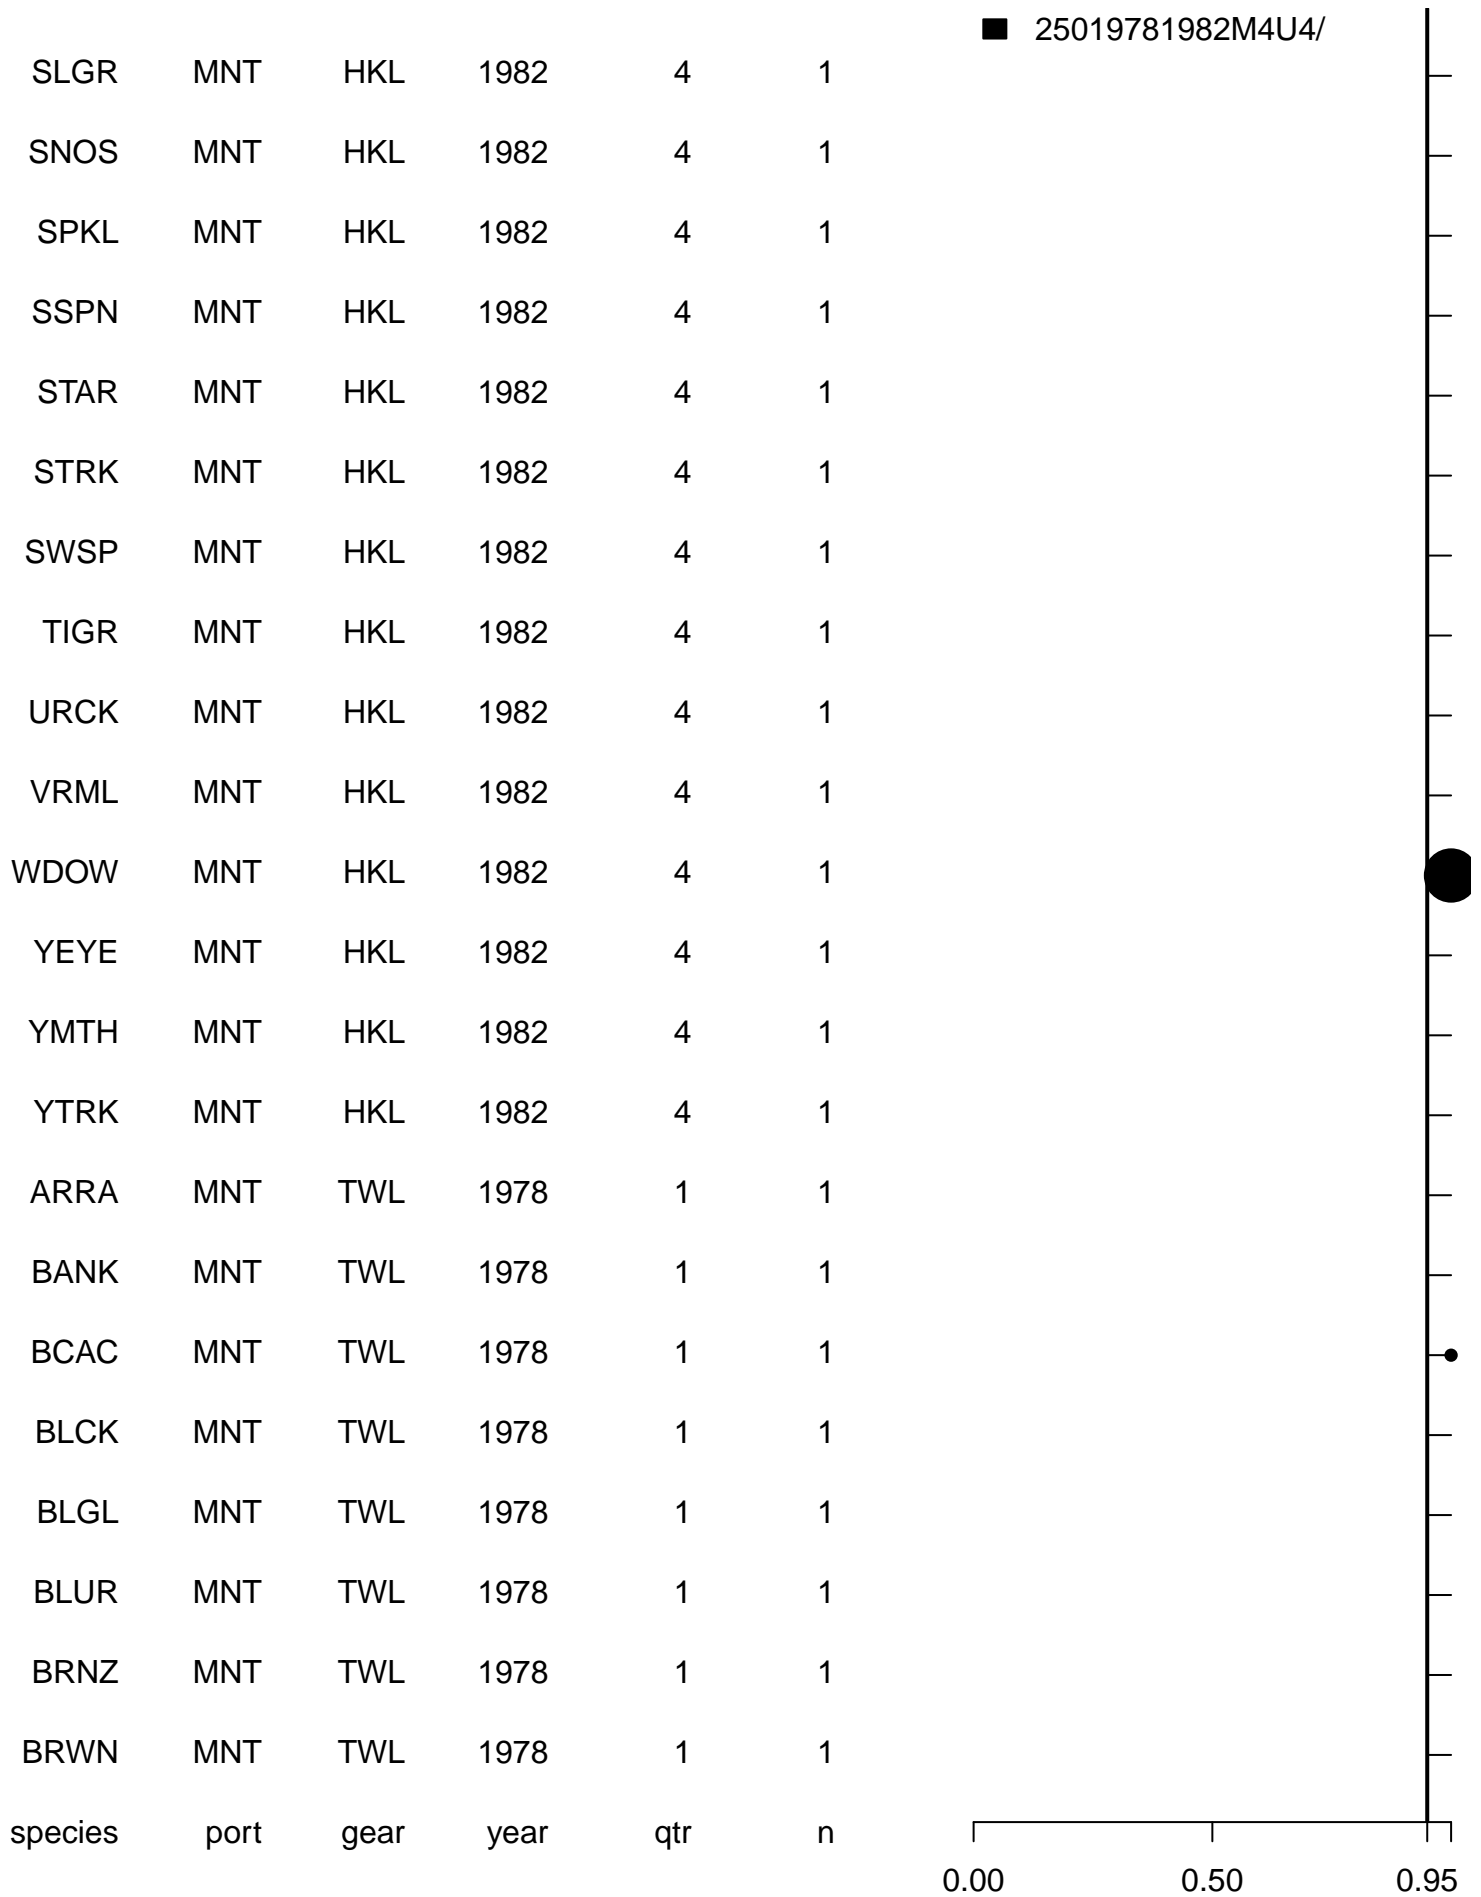 25019781982M4U4/
SLGR MNT HKL 1982 4 1
SNOS MNT HKL 1982 4 1
SPKL MNT HKL 1982 4 1
SSPN MNT HKL 1982 4 1
STAR MNT HKL 1982 4 1
STRK MNT HKL 1982 4 1
SWSP MNT HKL 1982 4 1
TIGR MNT HKL 1982 4 1
URCK MNT HKL 1982 4 1
VRML MNT HKL 1982 4 1
WDOW MNT HKL 1982 4 1
YEYE MNT HKL 1982 4 1
YMTH MNT HKL 1982 4 1
YTRK MNT HKL 1982 4 1
ARRA MNT TWL 1978 1 1
BANK MNT TWL 1978 1 1
BCAC MNT TWL 1978 1 1
BLCK MNT TWL 1978 1 1
BLGL MNT TWL 1978 1 1
BLUR MNT TWL 1978 1 1
BRNZ MNT TWL 1978 1 1
BRWN MNT TWL 1978 1 1
species port gear year qtr n
0.00 0.50 0.95